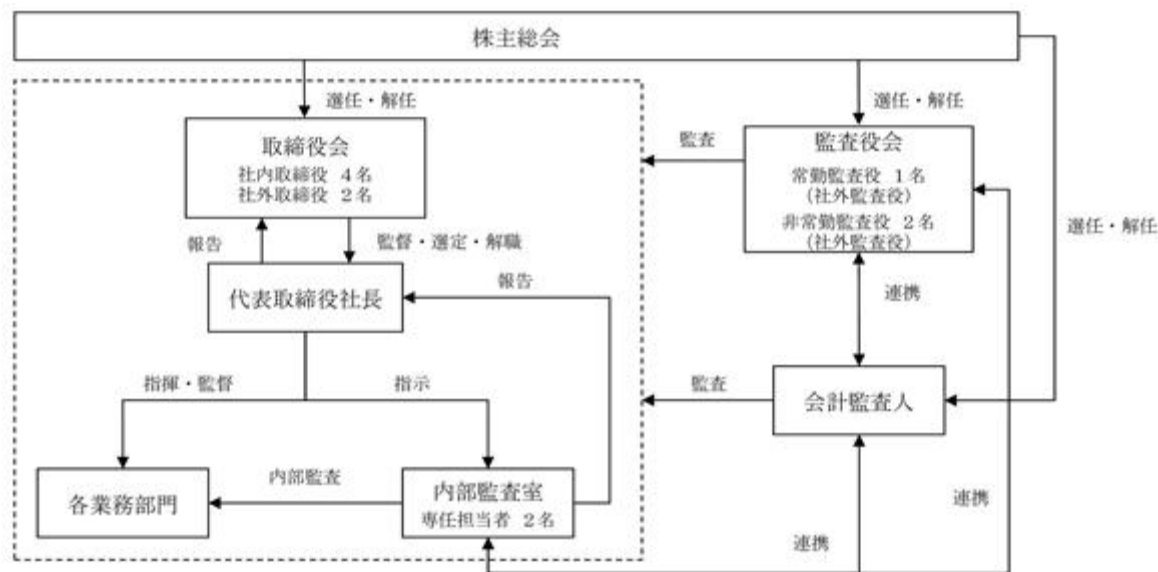 株主総会
選任・解任
選任・解任
取締役会
社内取締役 4名
社外取締役 2名
監査
監査役会
常勤監査役 1名
(社外監査役)
非常勤監査役 2名
(社外監査役)
選任・解任
報告
監督・選定・解職
代表取締役社長
報告
連携
指揮・監督
指示
監査
会計監査人
各業務部門
内部監査
内部監査室
専任担当者 2名
連携
連携